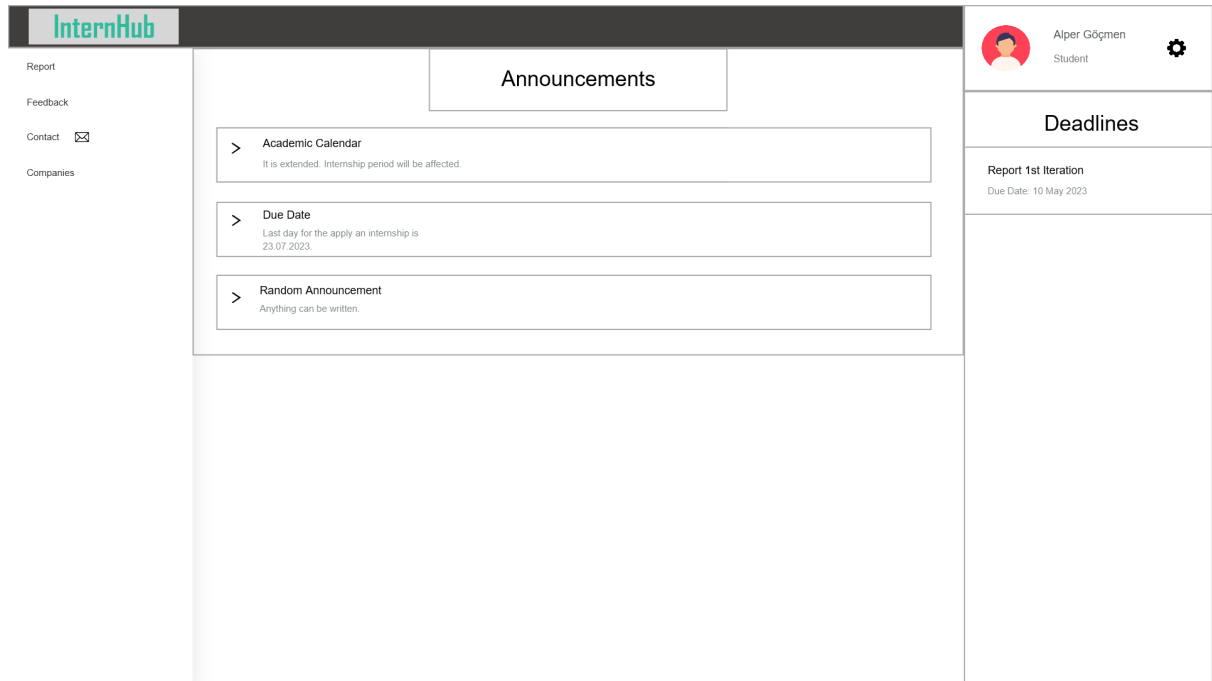 InternHub
Report
Feedback
Contact
Companies
Announcements
Academic Calendar
It is extended. Internship period will be affected.
Due Date
Last day for the apply an internship is
23.07.2023.
Random Announcement
Anything can be written.
Alper Göçmen
Student
Deadlines
Report 1st Iteration
Due Date: 10 May 2023